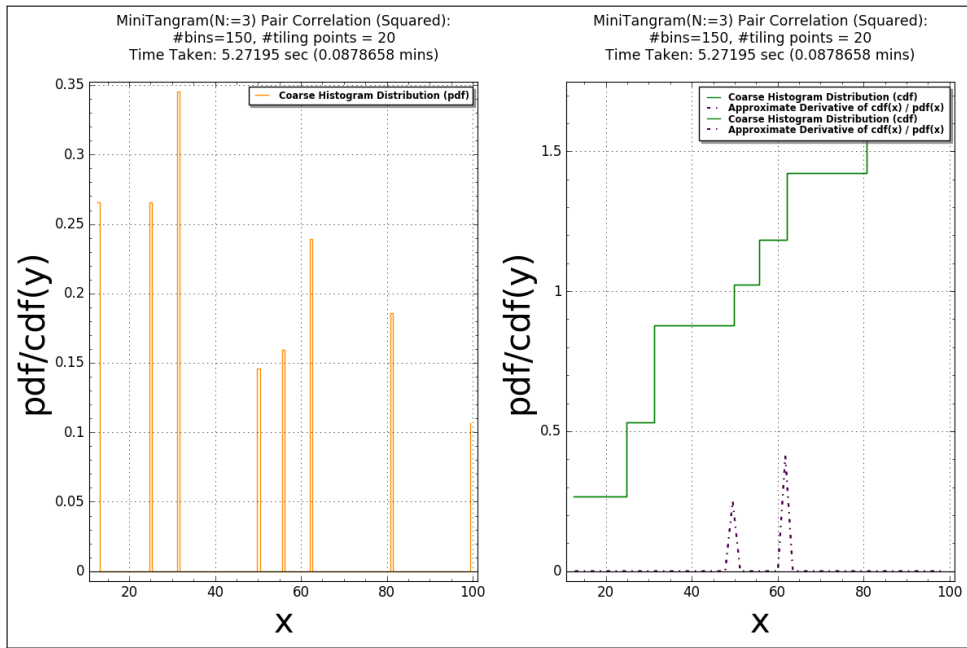 MiniTangram(N:=3) Pair Correlation (Squared):
#bins=150, #tiling points = 20
Time Taken: 5.27195 sec (0.0878658 mins)
Coarse Histogram Distribution (pdf)
0.35
0.3
0.25
0.2
0.15
0.1
0.05
0
pdf/cdf(y)
20
40
60
80
100
x
MiniTangram(N:=3) Pair Correlation (Squared):
#bins=150, #tiling points = 20
Time Taken: 5.27195 sec (0.0878658 mins)
Coarse Histogram Distribution (cdf)
Approximate Derivative of cdf(x) / pdf(x)
Coarse Histogram Distribution (cdf)
Approximate Derivative of cdf(x) / pdf(x)
1.5
1
0.5
0
pdf/cdf(y)
20
40
60
80
100
x